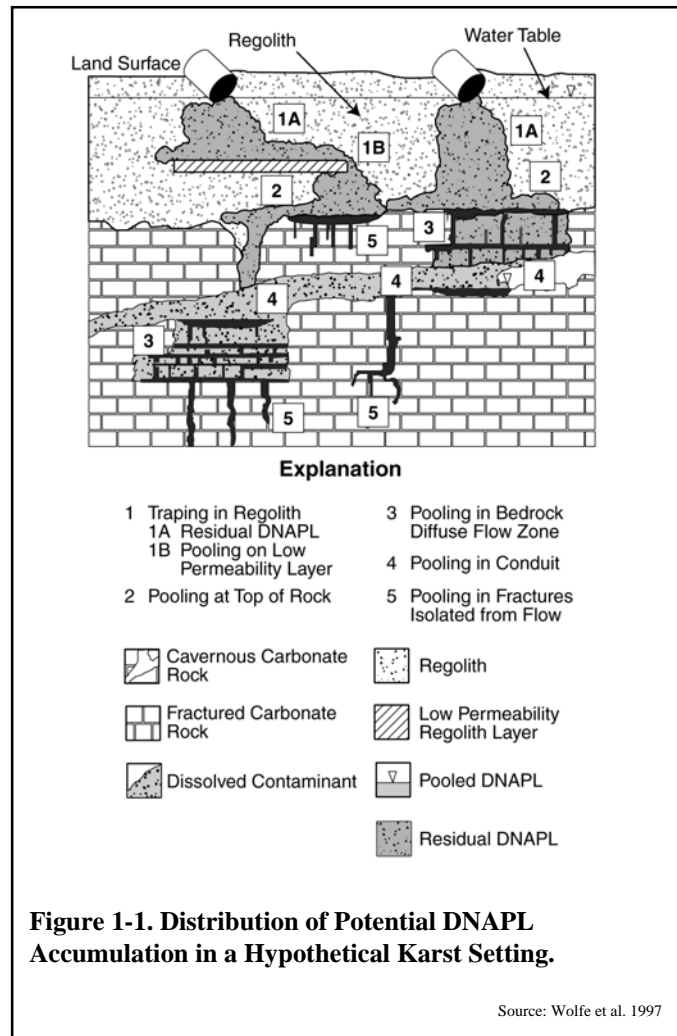 Regolith
Water Table
Land Surface
1A
1A
1B
2
2
3
5
4
4
4
3
5
5
Explanation
1 Traping in Regolith
1A Residual DNAPL
1B Pooling on Low
Permeability Layer
2 Pooling at Top of Rock
3 Pooling in Bedrock
Diffuse Flow Zone
4 Pooling in Conduit
5 Pooling in Fractures
Isolated from Flow
Cavernous Carbonate
Rock
Fractured Carbonate
Rock
Dissolved Contaminant
Regolith
Low Permeability
Regolith Layer
Pooled DNAPL
Residual DNAPL
Figure 1-1. Distribution of Potential DNAPL
Accumulation in a Hypothetical Karst Setting.
Source: Wolfe et al. 1997